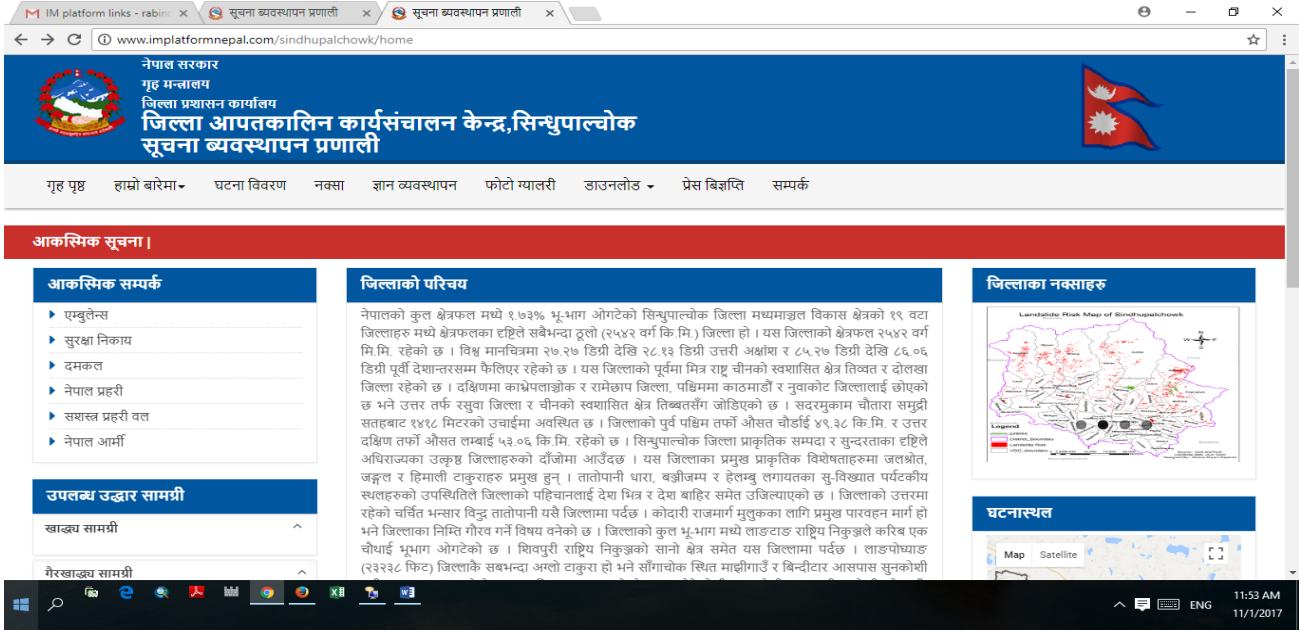 IM platform links - rabin
सूचना ब्यवस्थापन प्रणाली
सूचना ब्यवस्थापन प्रणाली
www.implatformnepal.com/sindhupalchowk/home
नेपाल सरकार
गृह मन्त्रालय
जिल्ला प्रशासन कार्यालय
जिल्ला आपतकालिन कार्यसंचालन केन्द्र,सिन्धुपाल्चोक
सूचना ब्यवस्थापन प्रणाली
गृह पृष्ठ हाम्रो बारेमा घटना विवरण नक्सा ज्ञान व्यवस्थापन फोटो ग्यालरी डाउनलोड प्रेस बिज्ञप्ति सम्पर्क
आकस्मिक सूचना |
आकस्मिक सम्पर्क
एम्बुलेन्स
सुरक्षा निकाय
दमकल
नेपाल प्रहरी
सशस्त्र प्रहरी वल
नेपाल आर्मी
उपलब्ध उद्धार सामग्री
खाद्ध्य सामग्री
गैरखाद्ध्य सामग्री
जिल्लाको परिचय
नेपालको कुल क्षेत्रफल मध्ये १.७३% भू-भाग ओगटेको सिन्धुपाल्चोक जिल्ला मध्यमाञ्चल विकास क्षेत्रको १९ वटा
जिल्लाहरु मध्ये क्षेत्रफलका दृष्टिले सबैभन्दा ठूलो (२५४२ वर्ग कि.मि.) जिल्ला हो । यस जिल्लाको क्षेत्रफल २५४२ वर्ग
मि.मि. रहेको छ । विश्व मानचित्रमा २७.२७ डिग्री देखि २८.१३ डिग्री उत्तरी अक्षांश र ८५.२७ डिग्री देखि ८६.०६
डिग्री पूर्वी देशान्तरसम्म फैलिएर रहेको छ । यस जिल्लाको पूर्वमा मित्र राष्ट्र चीनको स्वशासित क्षेत्र तिव्वत र दोलखा
जिल्ला रहेको छ । दक्षिणमा काभ्रेपलाञ्चोक र रामेछाप जिल्ला, पश्चिममा काठमाडौं र नुवाकोट जिल्लालाई छोएको
छ भने उत्तर तर्फ रसुवा जिल्ला र चीनको स्वशासित क्षेत्र तिब्बतसँग जोडिएको छ । सदरमुकाम चौतारा समुद्री
सतहबाट १४१८ मिटरको उचाईमा अवस्थित छ । जिल्लाको पुर्व पश्चिम तर्फो औसत चौडाई ४९.३८ कि.मि. र उत्तर
दक्षिण तर्फो औसत लम्बाई ५३.०६ कि.मि. रहेको छ । सिन्धुपाल्चोक जिल्ला प्राकृतिक सम्पदा र सुन्दरताका दृष्टिले
अधिराज्यका उत्कृष्ठ जिल्लाहरुको दाँजोमा आउँदछ । यस जिल्लाका प्रमुख प्राकृतिक विशेषताहरुमा जलश्रोत,
जङ्गल र हिमाली टाकुराहरु प्रमुख हुन् । तातोपानी धारा, बञ्जीजम्प र हेलम्बु लगायतका सु-विख्यात पर्यटकीय
स्थलहरुको उपस्थितिले जिल्लाको पहिचानलाई देश भित्र र देश बाहिर समेत उजिल्याएको छ । जिल्लाको उत्तरमा
रहेको चर्चित भन्सार विन्दु तातोपानी यसै जिल्लामा पर्दछ । कोदारी राजमार्ग मुलुकका लागि प्रमुख पारवहन मार्ग हो
भने जिल्लाका निम्ति गौरव गर्ने विषय वनेको छ । जिल्लाको कुल भू-भाग मध्ये लाङटाङ राष्ट्रिय निकुञ्जले करिब एक
चौथाई भूभाग ओगटेको छ । शिवपुरी राष्ट्रिय निकुञ्जको सानो क्षेत्र समेत यस जिल्लामा पर्दछ । लाङपोघ्याङ
(२३२३८ फिट) जिल्लाकै सबभन्दा अग्लो टाकुरा हो भने साँगाचोक स्थित माझीगाउँ र बिन्दीटार आसपास सुनकोशी
जिल्लाका नक्साहरु
Landslide Risk Map of Sindhupalchok
Legend
District_Boundary
Landslide Risk
VDC_Boundary
घटनास्थल
Map Satellite
ENG
11:53 AM
11/1/2017